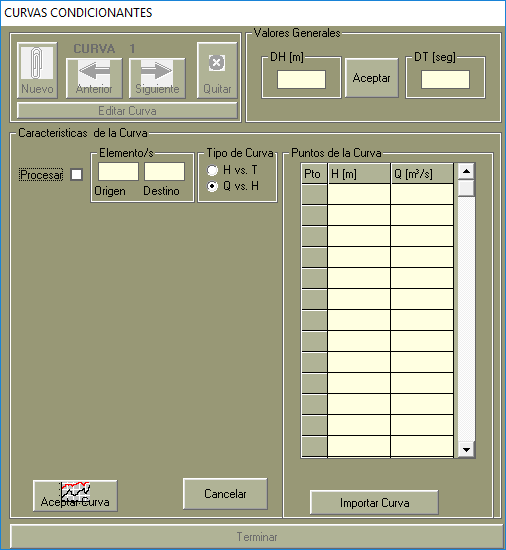 CURVAS CONDICIONANTES
CURVA 1
Nuevo
Anterior
Siguiente
Quitar
Editar Curva
Valores Generales
DH [m]
Aceptar
DT [seg]
Caracteristicas de la Curva
Procesar
Elemento/s
Origen
Destino
Tipo de Curva
H vs. T
Q vs. H
Puntos de la Curva
Pto
H [m]
Q [m³/s]
Aceptar Curva
Cancelar
Importar Curva
Terminar